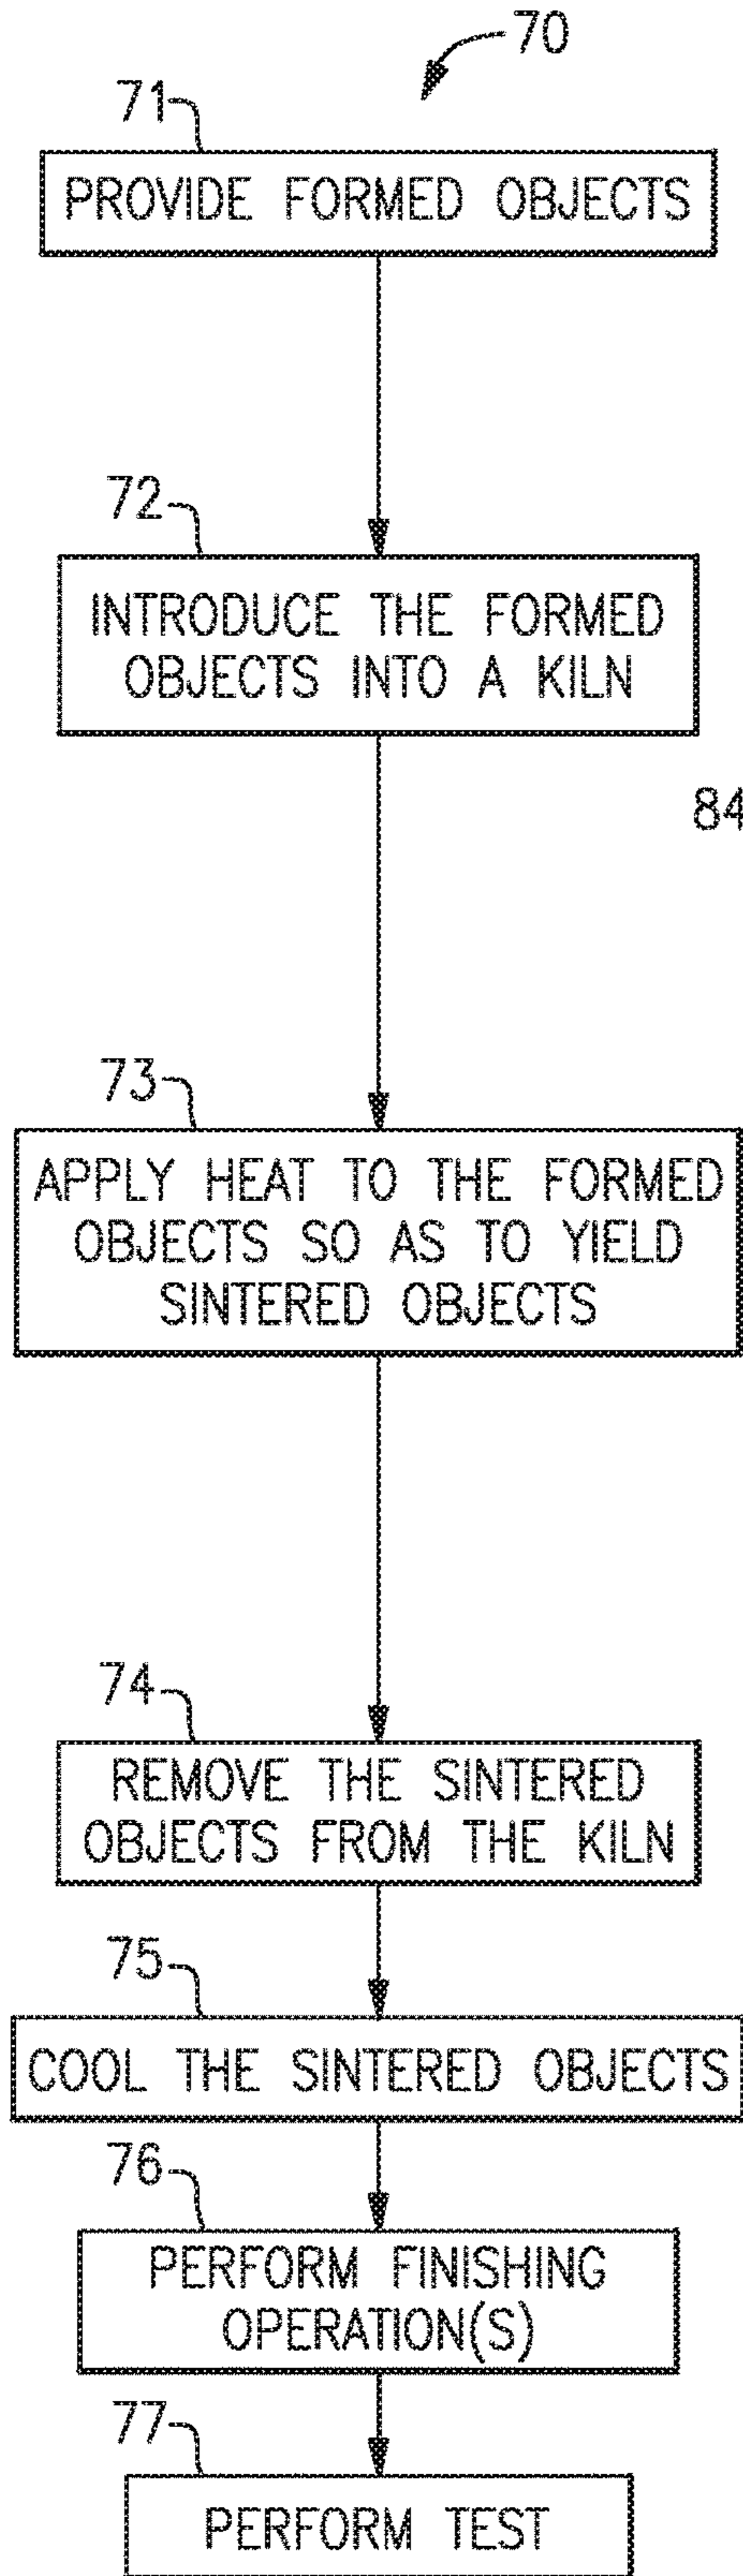 70
71
PROVIDE FORMED OBJECTS
72
INTRODUCE THE FORMED
OBJECTS INTO A KILN
84
73
APPLY HEAT TO THE FORMED
OBJECTS SO AS TO YIELD
SINTERED OBJECTS
74
REMOVE THE SINTERED
OBJECTS FROM THE KILN
75
COOL THE SINTERED OBJECTS
76
PERFORM FINISHING
OPERATION(S)
77
PERFORM TEST